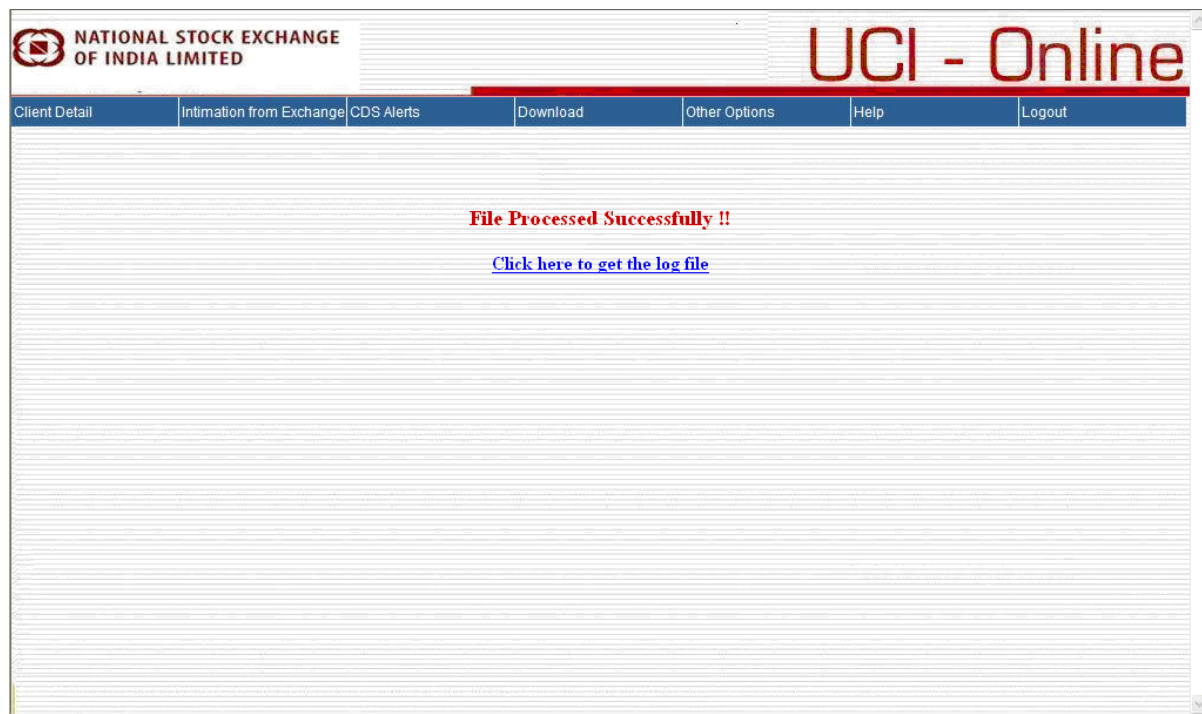 NATIONAL STOCK EXCHANGE
OF INDIA LIMITED
UCI - Online
Client Detail
Intimation from Exchange
CDS Alerts
Download
Other Options
Help
Logout
File Processed Successfully !!
Click here to get the log file